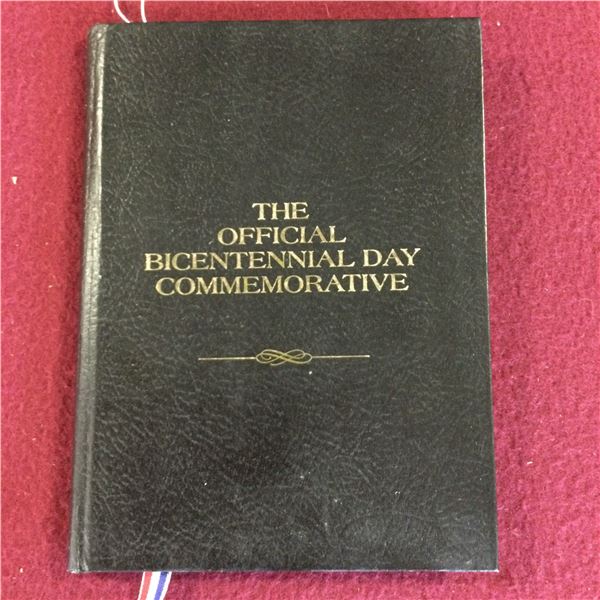 THE
OFFICIAL
BICENTENNIAL DAY
COMMEMORATIVE